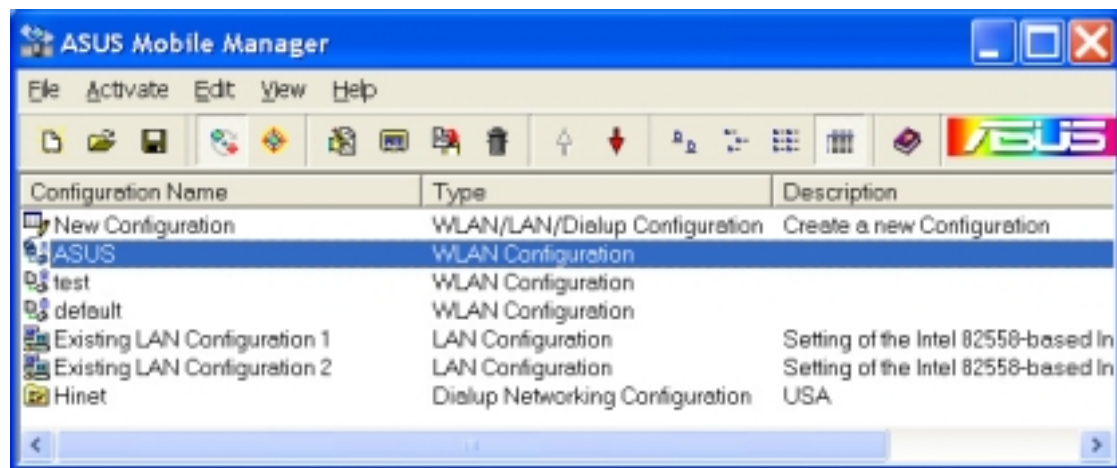 ASUS Mobile Manager
File Activate Edit View Help
ASUS
Configuration Name Type Description
New Configuration WLAN/LAN/Dialup Configuration Create a new Configuration
ASUS WLAN Configuration
test WLAN Configuration
default WLAN Configuration
Existing LAN Configuration 1 LAN Configuration Setting of the Intel 82558-based In
Existing LAN Configuration 2 LAN Configuration Setting of the Intel 82558-based In
Hinet Dialup Networking Configuration USA